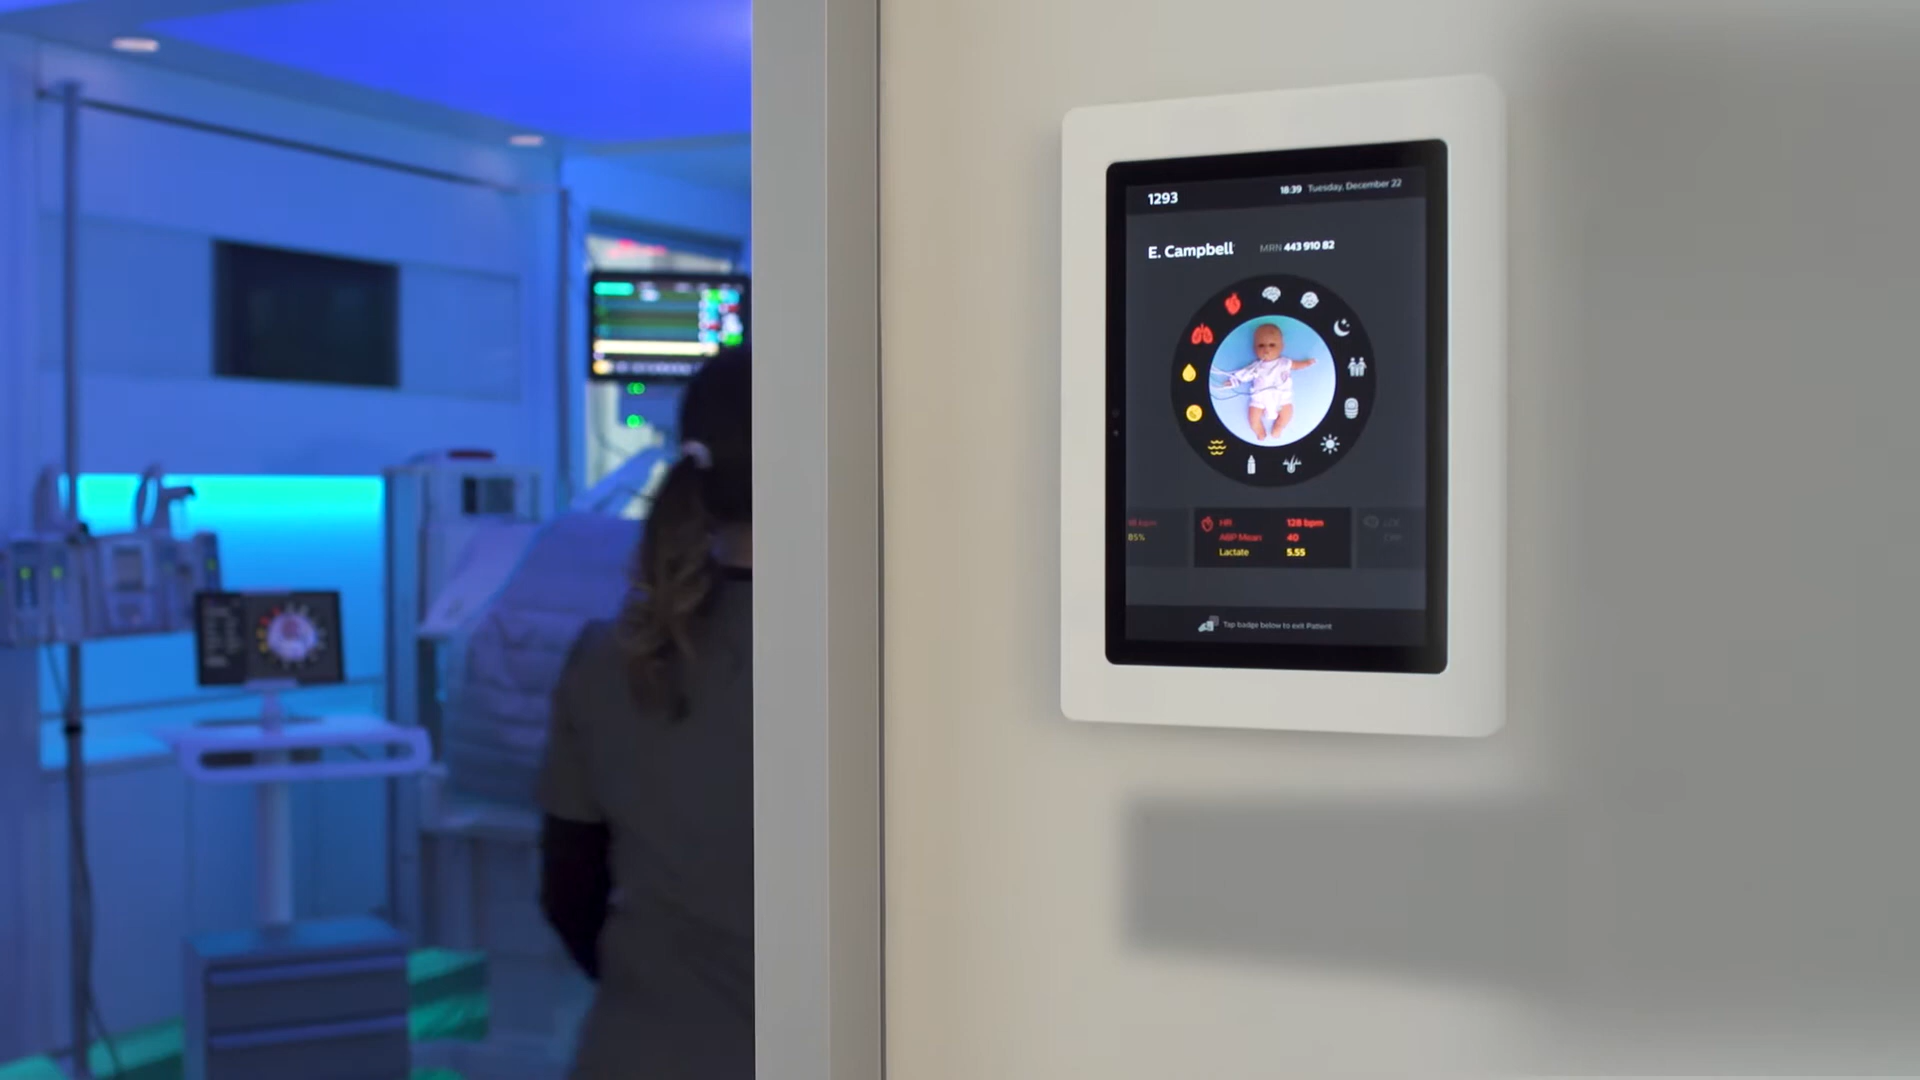 1293
18:39 Tuesday, December 22
E. Campbell MRN 443 910 82
HR 128 bpm
85% ABP Mean 40
Lactate 5.55
Tap badge below to exit Patient